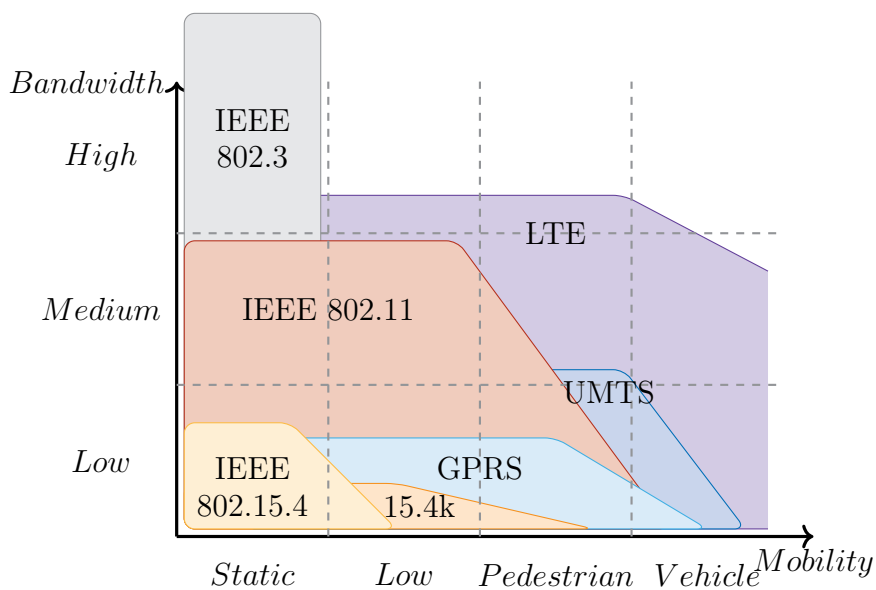 Bandwidth
IEEE
802.3
High
LTE
IEEE 802.11
Medium
UMTS
Low
IEEE
802.15.4
GPRS
15.4k
Mobility
Static
Low
Pedestrian
Vehicle